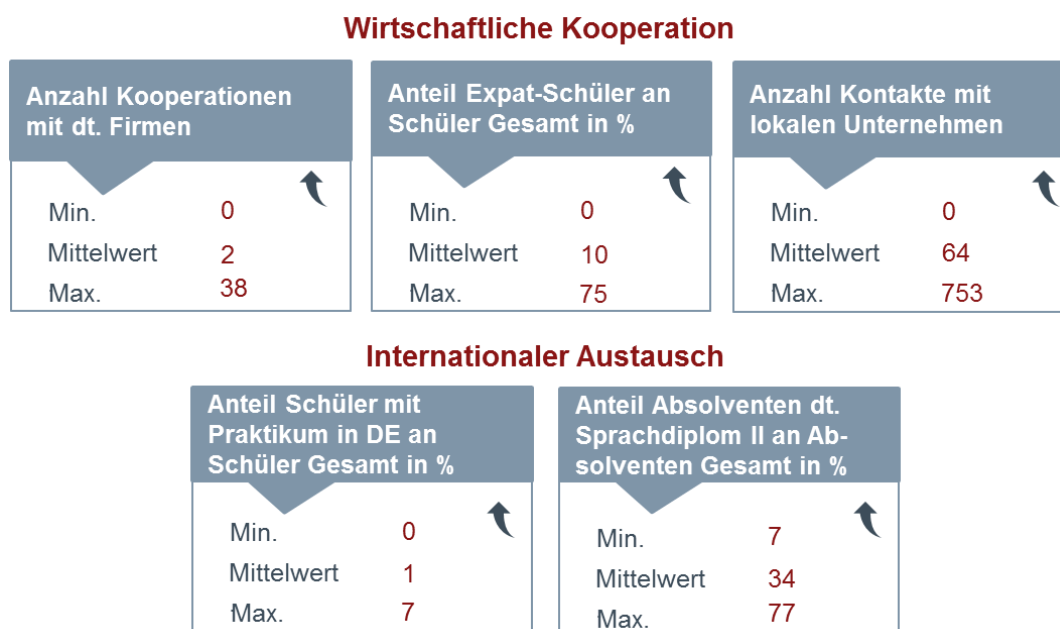 Wirtschaftliche Kooperation
Anzahl Kooperationen
mit dt. Firmen
Min. 0
Mittelwert 2
Max. 38
Anteil Expat-Schüler an
Schüler Gesamt in %
Min. 0
Mittelwert 10
Max. 75
Anzahl Kontakte mit
lokalen Unternehmen
Min. 0
Mittelwert 64
Max. 753
Internationaler Austausch
Anteil Schüler mit
Praktikum in DE an
Schüler Gesamt in %
Min. 0
Mittelwert 1
Max. 7
Anteil Absolventen dt.
Sprachdiplom II an Ab-
solventen Gesamt in %
Min. 7
Mittelwert 34
Max. 77